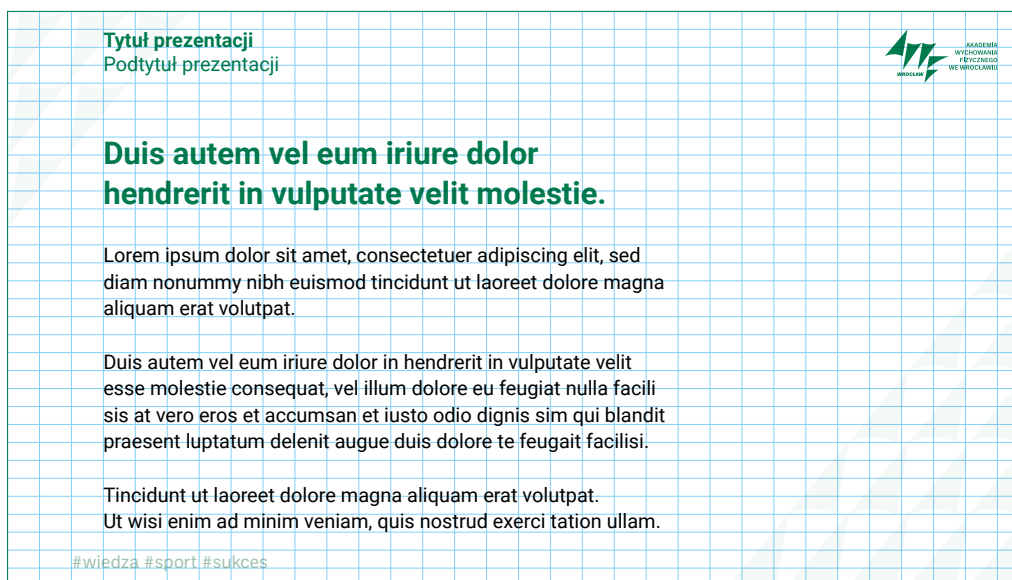 Tytuł prezentacji
Podtytuł prezentacji
WROCŁAW
AKADEMIA
WYCHOWANIA
FIZYCZNEGO
WE WROCŁAWIU
Duis autem vel eum iriure dolor
hendrerit in vulputate velit molestie.
Lorem ipsum dolor sit amet, consectetuer adipiscing elit, sed
diam nonummy nibh euismod tincidunt ut laoreet dolore magna
aliquam erat volutpat.
Duis autem vel eum iriure dolor in hendrerit in vulputate velit
esse molestie consequat, vel illum dolore eu feugiat nulla facili
sis at vero eros et accumsan et iusto odio dignis sim qui blandit
praesent luptatum delenit augue duis dolore te feugait facilisi.
Tincidunt ut laoreet dolore magna aliquam erat volutpat.
Ut wisi enim ad minim veniam, quis nostrud exerci tation ullam.
#wiedza #sport #sukces